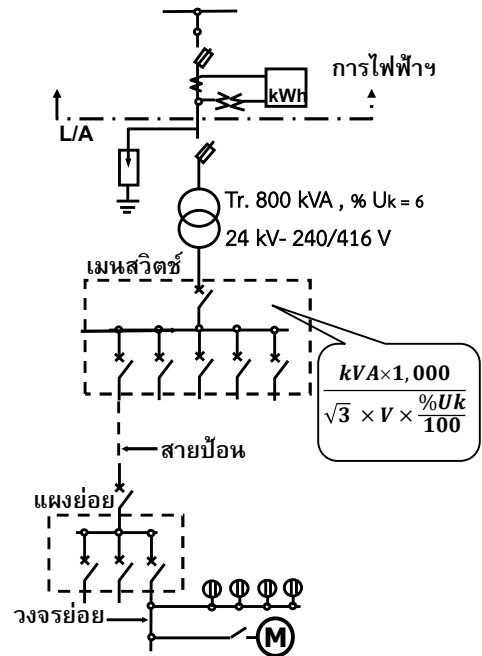 การไฟฟ้าฯ
kWh
L/A
Tr. 800 kVA , % Uk = 6
24 kV- 240/416 V
เมนสวิตช์
kVA×1,000
√3 × V × %Uk
100
สายป้อน
แผงย่อย
วงจรย่อย
M